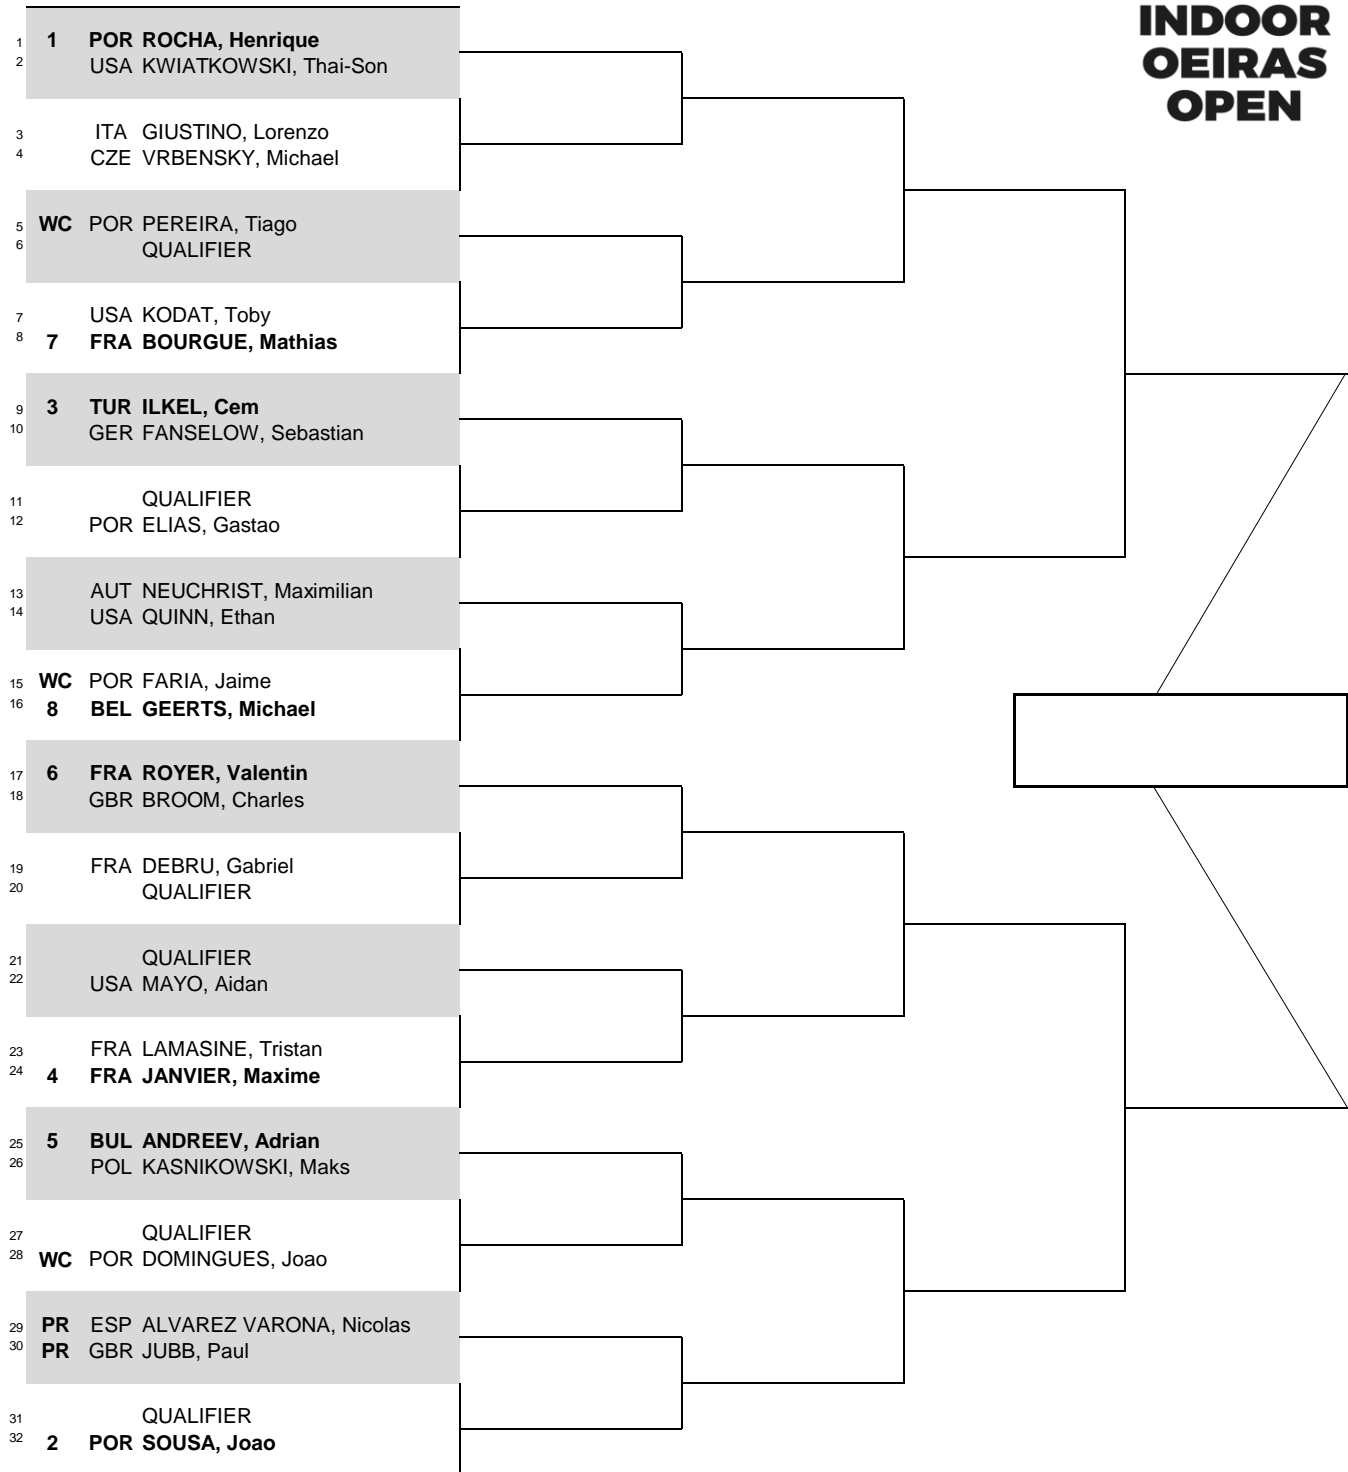 INDOOR
OEIRAS
OPEN
1 1 POR ROCHA, Henrique
2 USA KWIATKOWSKI, Thai-Son
3 ITA GIUSTINO, Lorenzo
4 CZE VRBENSKY, Michael
5 WC POR PEREIRA, Tiago
6 QUALIFIER
7 USA KODAT, Toby
8 7 FRA BOURGUE, Mathias
9 3 TUR ILKEL, Cem
10 GER FANSELOW, Sebastian
11 QUALIFIER
12 POR ELIAS, Gastao
13 AUT NEUCHRIST, Maximilian
14 USA QUINN, Ethan
15 WC POR FARIA, Jaime
16 8 BEL GEERTS, Michael
17 6 FRA ROYER, Valentin
18 GBR BROOM, Charles
19 FRA DEBRU, Gabriel
20 QUALIFIER
21 QUALIFIER
22 USA MAYO, Aidan
23 FRA LAMASINE, Tristan
24 4 FRA JANVIER, Maxime
25 5 BUL ANDREEV, Adrian
26 POL KASNIKOWSKI, Maks
27 QUALIFIER
28 WC POR DOMINGUES, Joao
29 PR ESP ALVAREZ VARONA, Nicolas
30 PR GBR JUBB, Paul
31 QUALIFIER
32 2 POR SOUSA, Joao